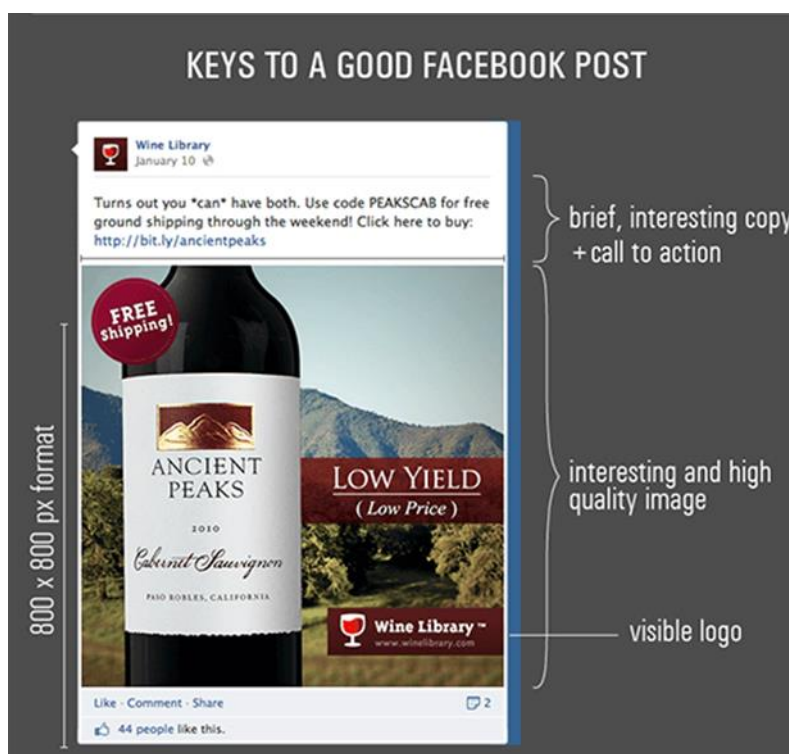 KEYS TO A GOOD FACEBOOK POST
Wine Library
January 10
Turns out you *can* have both. Use code PEAKSCAB for free
ground shipping through the weekend! Click here to buy:
http://bit.ly/ancientpeaks
brief, interesting copy
+ call to action
FREE
Shipping!
ANCIENT
PEAKS
2010
Cabernet Sauvignon
PASO ROBLES, CALIFORNIA
LOW YIELD
( Low Price )
Wine Library ™
www.winelibrary.com
800 x 800 px format
interesting and high
quality image
visible logo
Like · Comment · Share
2
44 people like this.